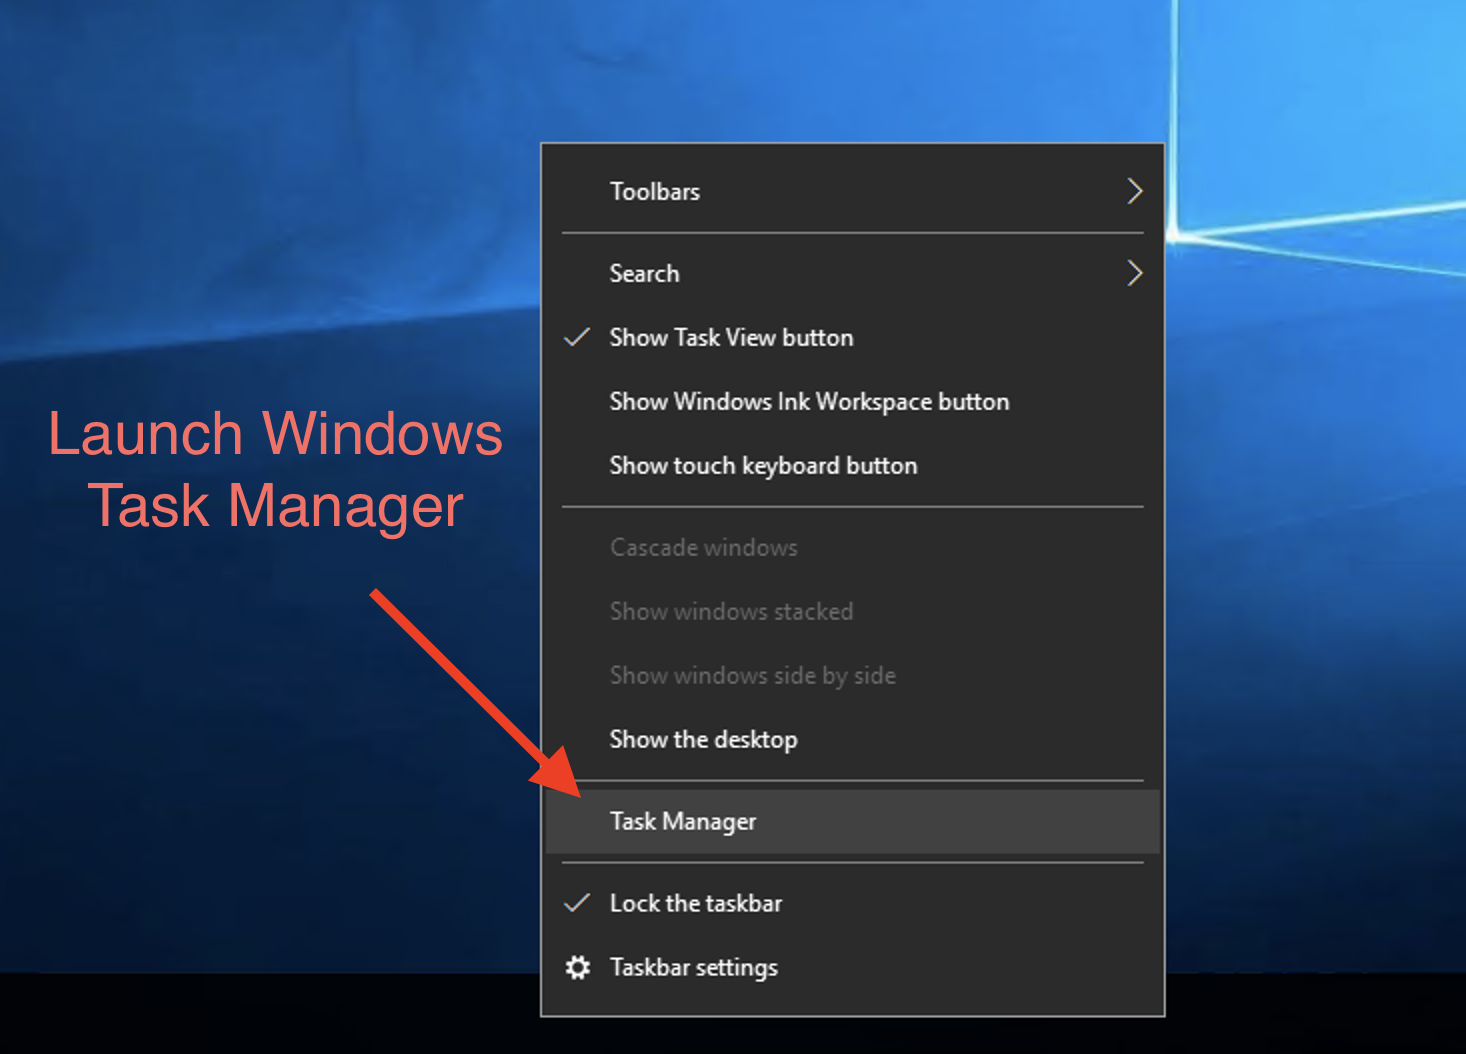 Toolbars
Search
Show Task View button
Show Windows Ink Workspace button
Launch Windows
Task Manager
Show touch keyboard button
Cascade windows
Show windows stacked
Show windows side by side
Show the desktop
Task Manager
Lock the taskbar
Taskbar settings